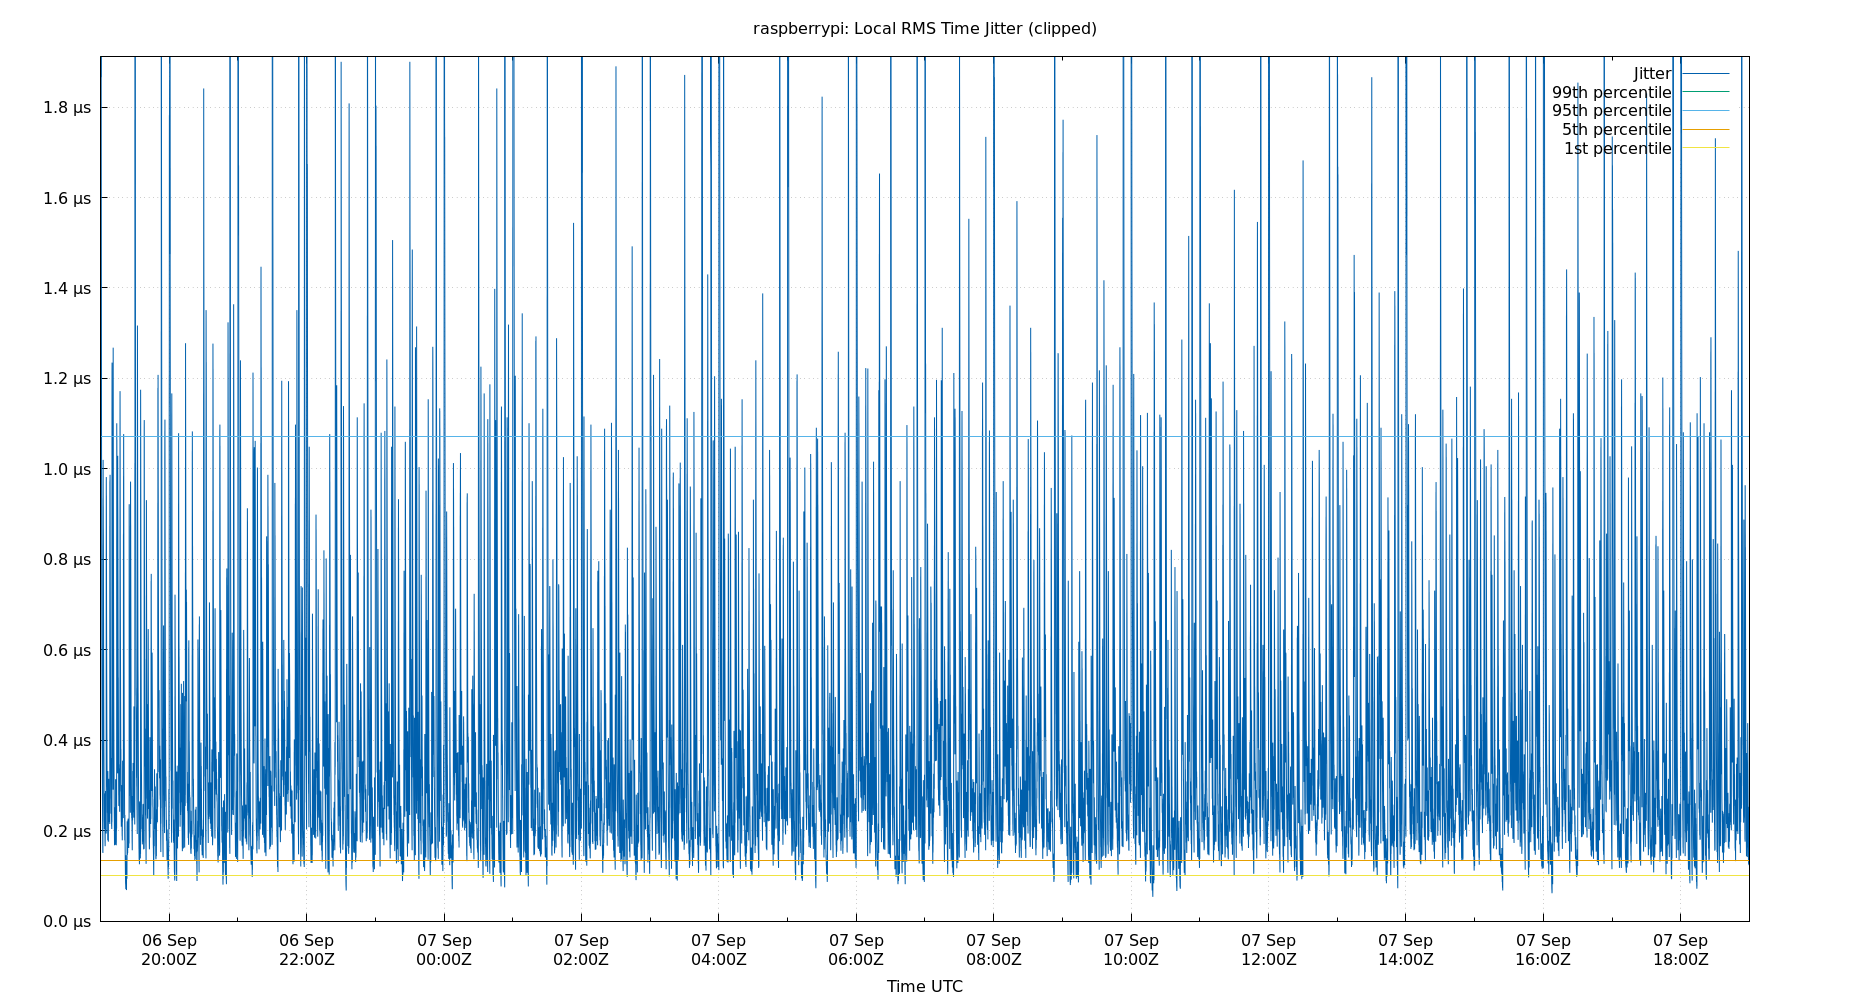 raspberrypi: Local RMS Time Jitter (clipped)
Jitter
99th percentile
95th percentile
5th percentile
1st percentile
1.8 µs
1.6 µs
1.4 µs
1.2 µs
1.0 µs
0.8 µs
0.6 µs
0.4 µs
0.2 µs
0.0 µs
06 Sep 06 Sep 07 Sep 07 Sep 07 Sep 07 Sep 07 Sep 07 Sep 07 Sep 07 Sep 07 Sep 07 Sep
20:00Z 22:00Z 00:00Z 02:00Z 04:00Z 06:00Z 08:00Z 10:00Z 12:00Z 14:00Z 16:00Z 18:00Z
Time UTC